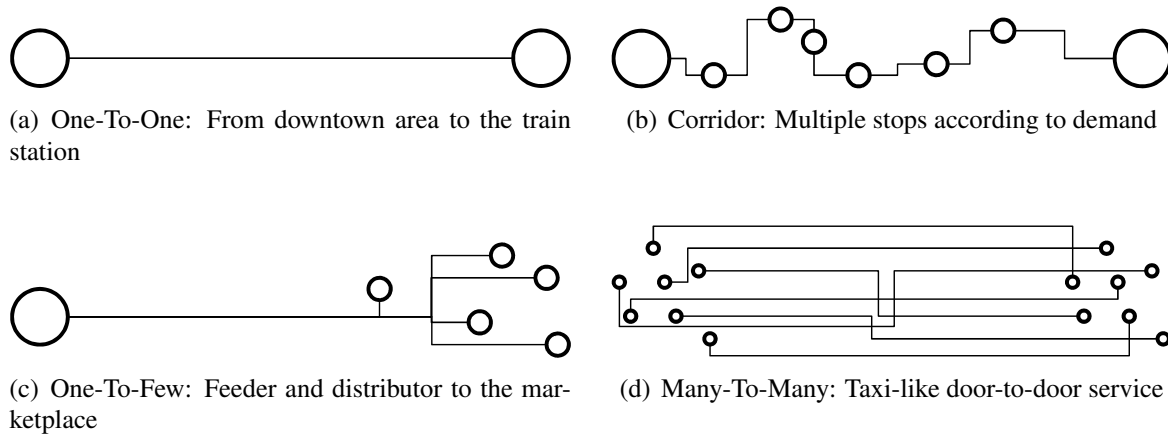 (a) One-To-One: From downtown area to the train
station
(b) Corridor: Multiple stops according to demand
(c) One-To-Few: Feeder and distributor to the mar-
ketplace
(d) Many-To-Many: Taxi-like door-to-door service